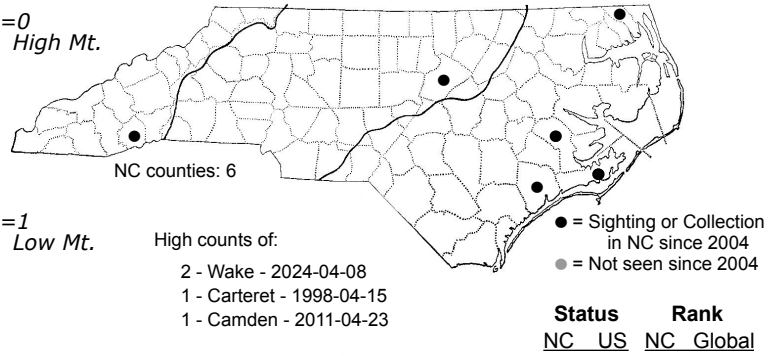 =0
High Mt.
NC counties: 6
=1
Low Mt.
High counts of:
2 - Wake - 2024-04-08
1 - Carteret - 1998-04-15
1 - Camden - 2011-04-23
● = Sighting or Collection
in NC since 2004
● = Not seen since 2004
Status Rank
NC US NC Global